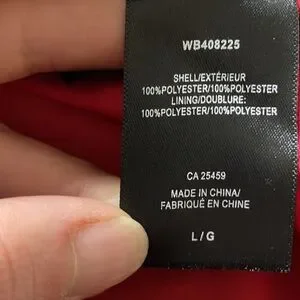 WB408225
SHELL/EXTÉRIEUR
100%POLYESTER/100%POLYESTER
LINING/DOUBLURE:
100%POLYESTER/100%POLYESTER
CA 25459
MADE IN CHINA/
FABRIQUÉ EN CHINE
L / G